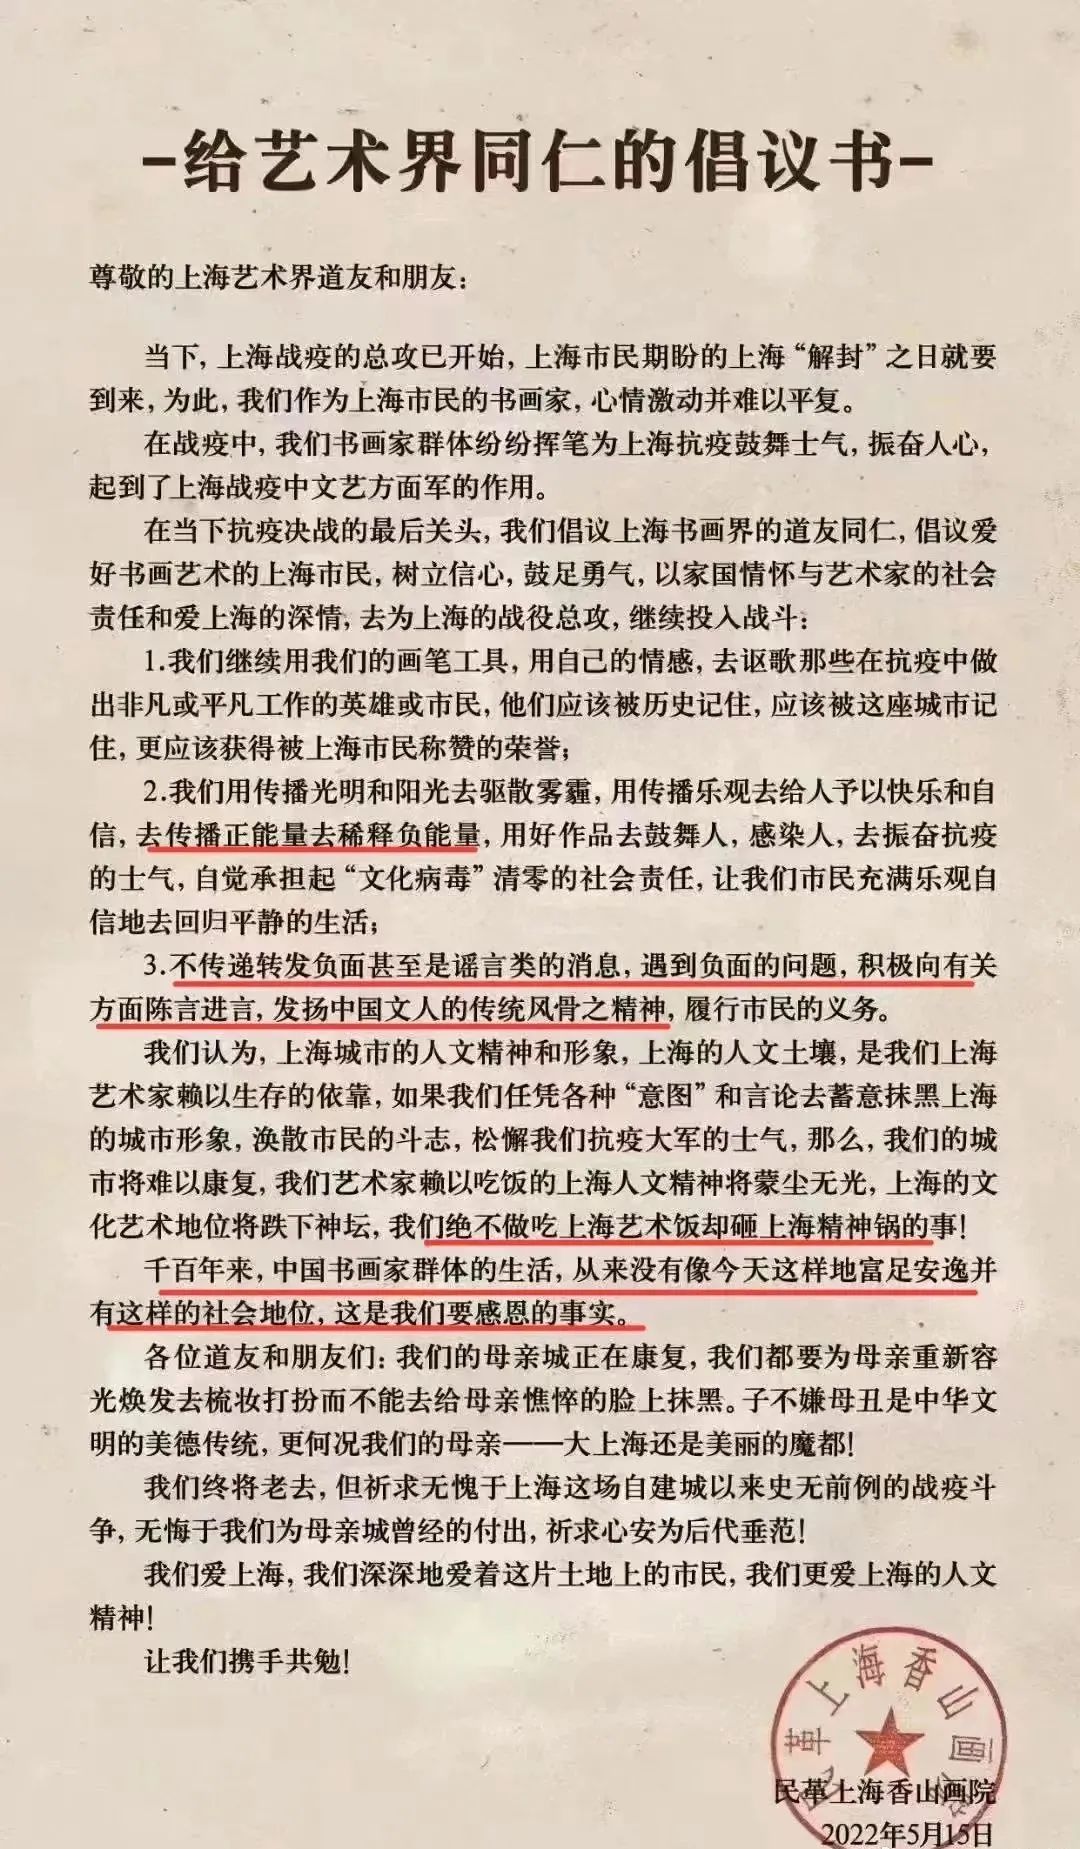 -给艺术界同仁的倡议书-
尊敬的上海艺术界道友和朋友：
当下，上海战疫的总攻已开始，上海市民期盼的上海“解封”之日就要
到来，为此，我们作为上海市民的书画家，心情激动并难以平复。
在战疫中，我们书画家群体纷纷挥笔为上海抗疫鼓舞士气，振奋人心，
起到了上海战疫中文艺方面军的作用。
在当下抗疫决战的最后关头，我们倡议上海书画界的道友同仁，倡议爱
好书画艺术的上海市民，树立信心，鼓足勇气，以家国情怀与艺术家的社会
责任和爱上海的深情，去为上海的战役总攻，继续投入战斗：
1.我们继续用我们的画笔工具，用自己的情感，去讴歌那些在抗疫中做
出非凡或平凡工作的英雄或市民，他们应该被历史记住，应该被这座城市记
住，更应该获得被上海市民称赞的荣誉；
2.我们用传播光明和阳光去驱散雾霾，用传播乐观去给人予以快乐和自
信，去传播正能量去稀释负能量，用好作品去鼓舞人，感染人，去振奋抗疫
的士气，自觉承担起“文化病毒”清零的社会责任，让我们市民充满乐观自
信地去回归平静的生活；
3.不传递转发负面甚至是谣言类的消息，遇到负面的问题，积极向有关
方面陈言进言，发扬中国文人的传统风骨之精神，履行市民的义务。
我们认为，上海城市的人文精神和形象，上海的人文土壤，是我们上海
艺术家赖以生存的依靠，如果我们任凭各种“意图”和言论去蓄意抹黑上海
的城市形象，涣散市民的斗志，松懈我们抗疫大军的士气，那么，我们的城
市将难以康复，我们艺术家赖以吃饭的上海人文精神将蒙尘无光，上海的文
化艺术地位将跌下神坛，我们绝不做吃上海艺术饭却砸上海精神锅的事！
千百年来，中国书画家群体的生活，从来没有像今天这样地富足安逸并
有这样的社会地位，这是我们要感恩的事实。
各位道友和朋友们：我们的母亲城正在康复，我们都要为母亲重新容
光焕发去梳妆打扮而不能去给母亲憔悴的脸上抹黑。子不嫌母丑是中华文
明的美德传统，更何况我们的母亲——大上海还是美丽的魔都！
我们终将老去，但祈求无愧于上海这场自建城以来史无前例的战疫斗
争，无悔于我们为母亲城曾经的付出，祈求心安为后代垂范！
我们爱上海，我们深深地爱着这片土地上的市民，我们更爱上海的人文
精神！
让我们携手共勉！
民革上海香山画院
民革上海香山画院
2022年5月15日